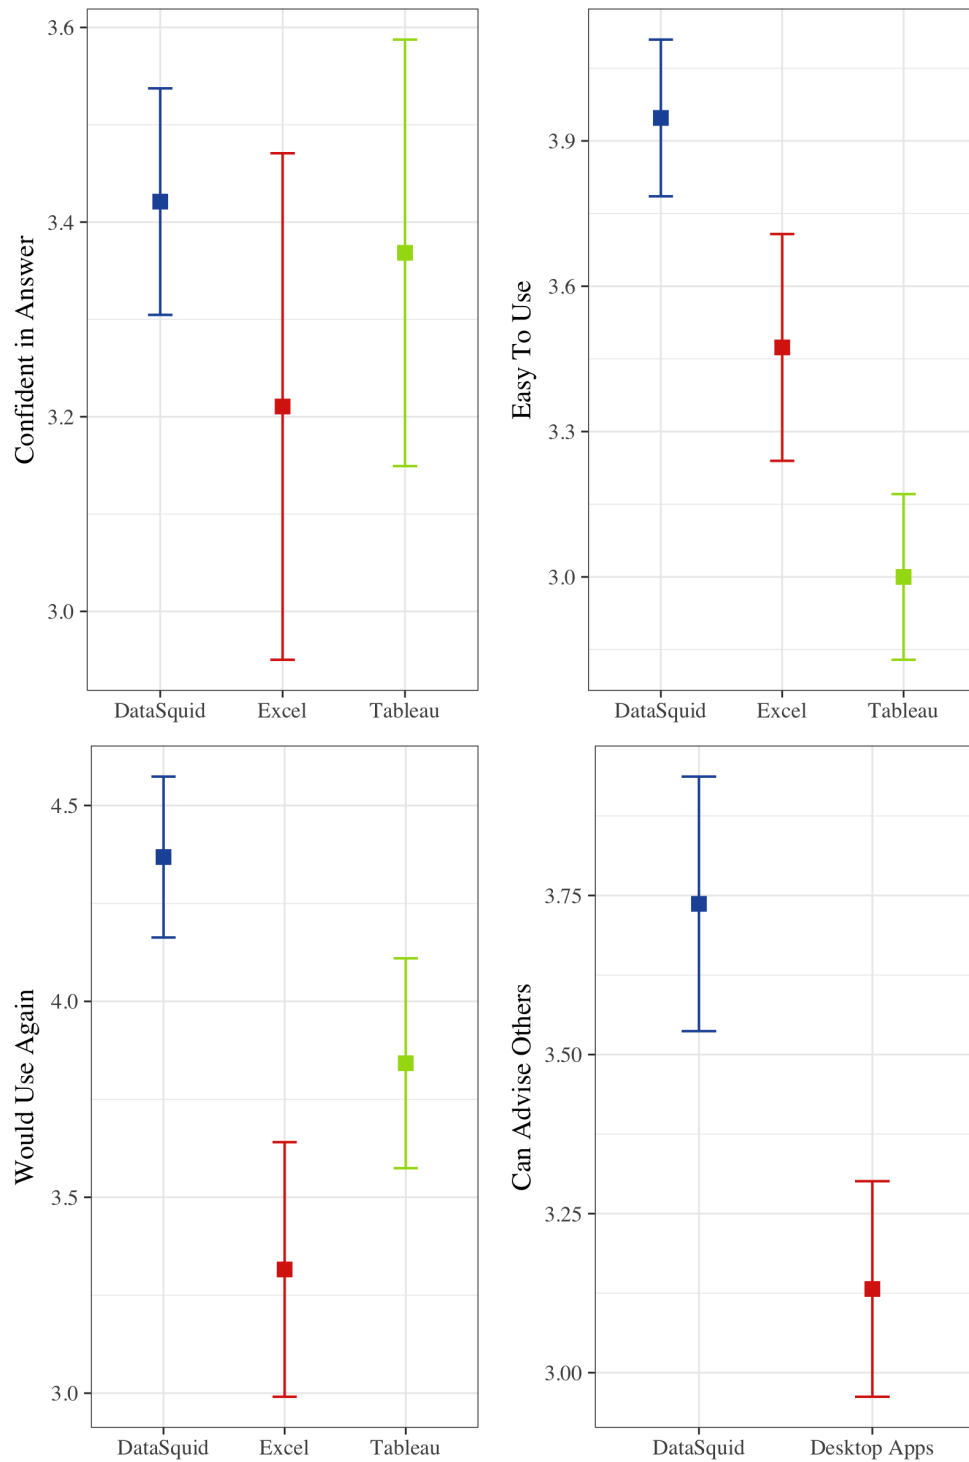 Confident in Answer
3.6
3.4
3.2
3.0
DataSquid Excel Tableau
Easy To Use
3.9
3.6
3.3
3.0
DataSquid Excel Tableau
Would Use Again
4.5
4.0
3.5
3.0
DataSquid Excel Tableau
Can Advise Others
3.75
3.50
3.25
3.00
DataSquid Desktop Apps